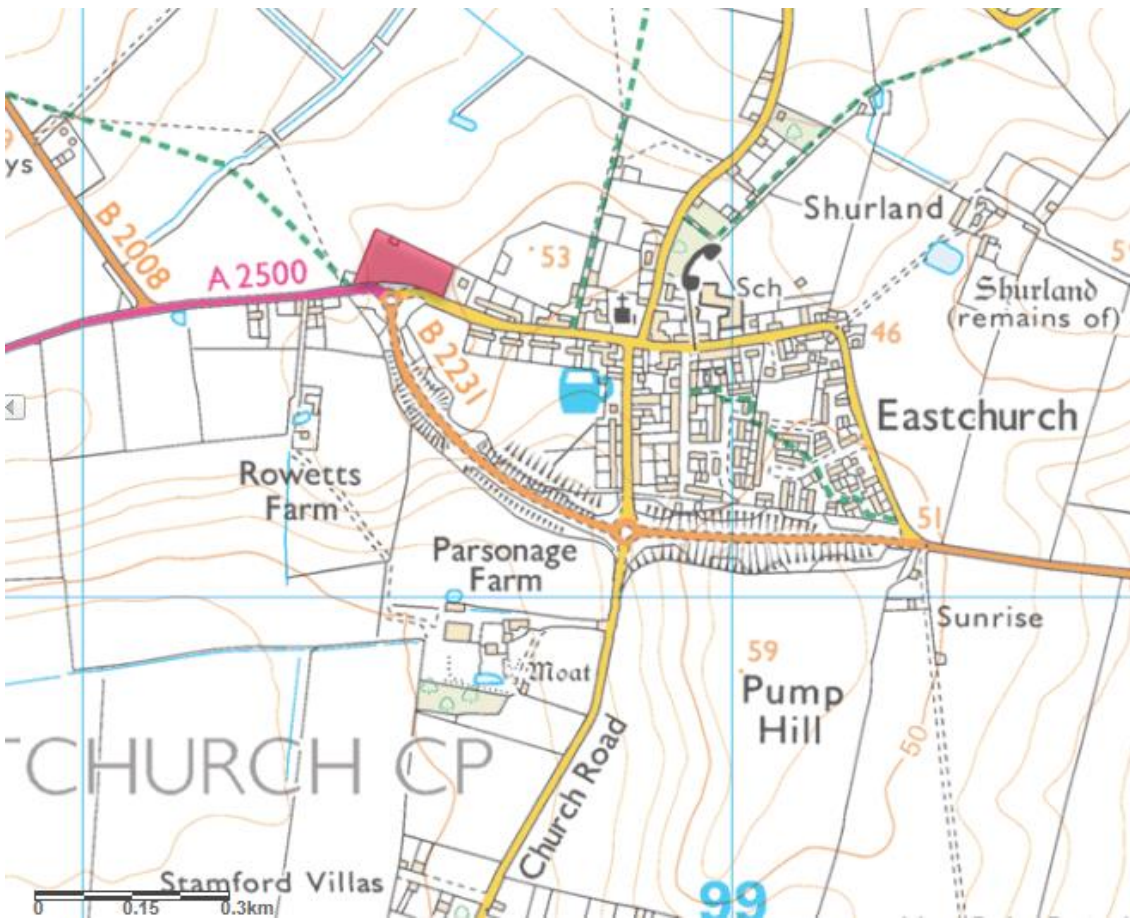 ys
B 2008
A 2500
53
Shurland
Sch
Shurland
(remains of)
B 2231
46
Eastchurch
Rowetts
Farm
51
Parsonage
Farm
Sunrise
59
Moat
Pump
Hill
50
TCHURCH CP
Church Road
Stamford Villas
99
0 0.15 0.3km